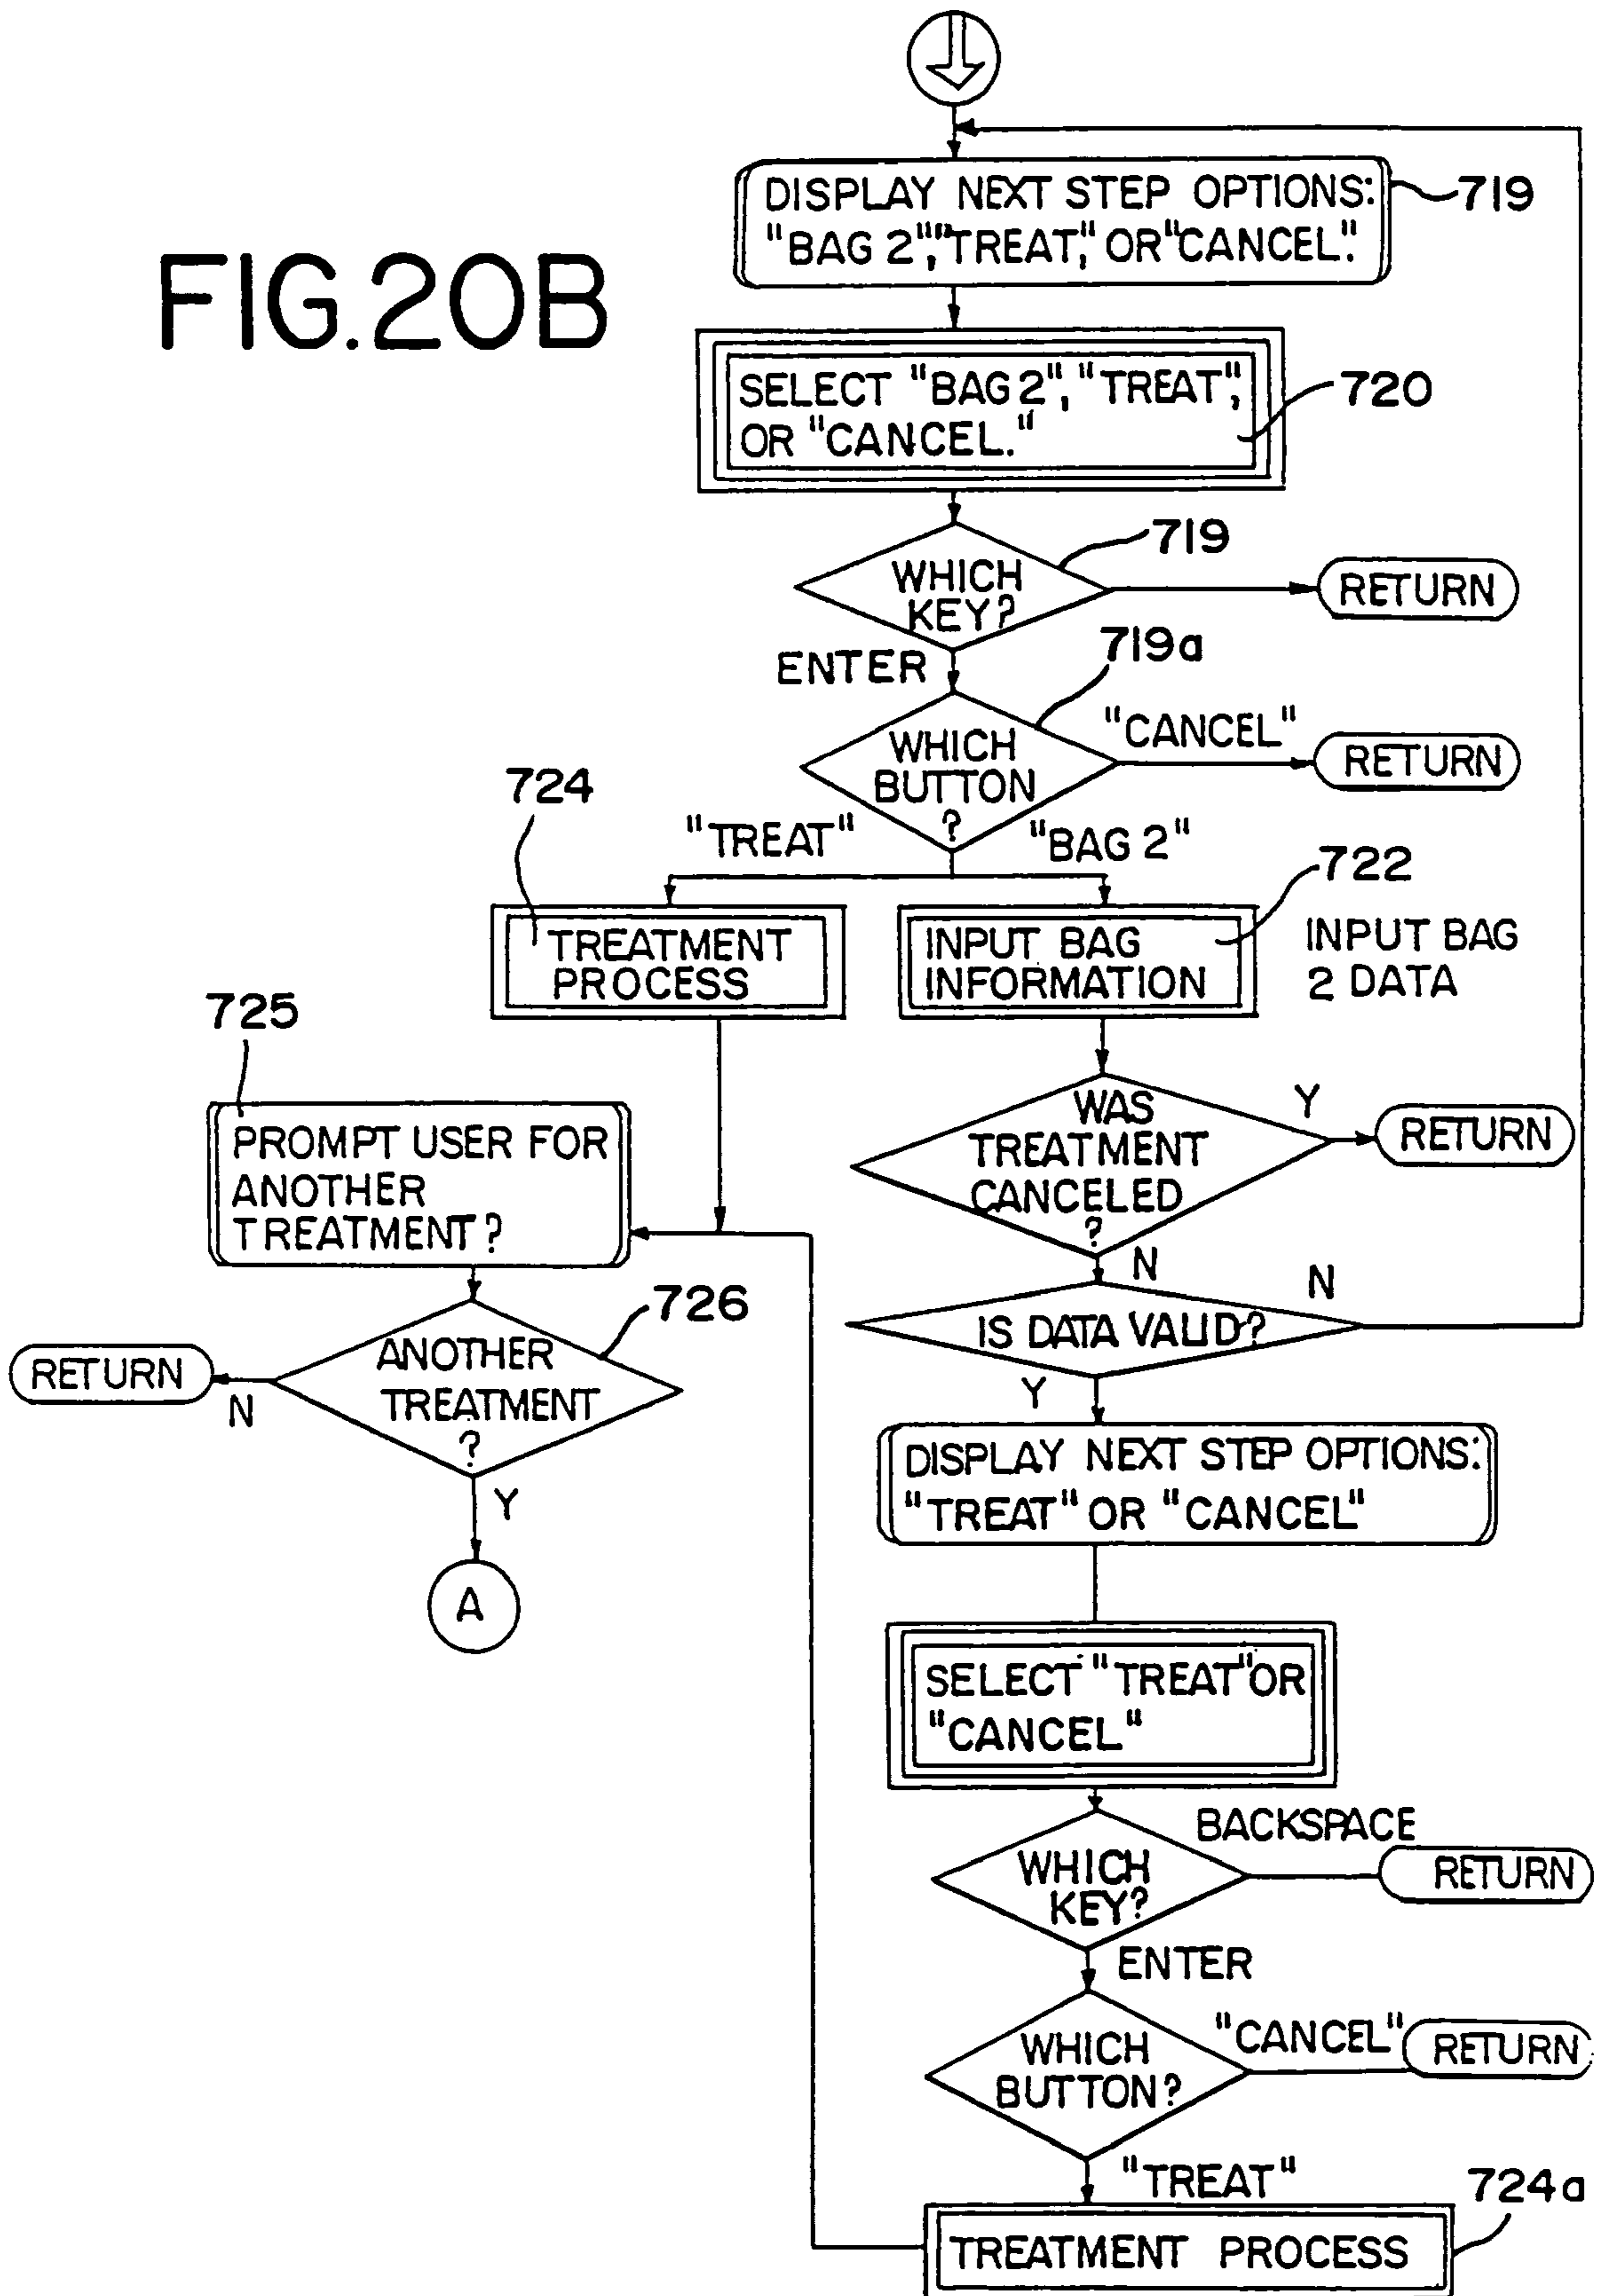 FIG.20B
DISPLAY NEXT STEP OPTIONS:
"BAG 2","TREAT," OR "CANCEL."
719
SELECT "BAG 2", "TREAT",
OR "CANCEL."
720
WHICH
KEY?
719
RETURN
ENTER
WHICH
BUTTON
?
719a
"CANCEL"
RETURN
"TREAT"
"BAG 2"
724
TREATMENT
PROCESS
INPUT BAG
INFORMATION
722
INPUT BAG
2 DATA
725
PROMPT USER FOR
ANOTHER
TREATMENT?
WAS
TREATMENT
CANCELED
?
Y
RETURN
N
IS DATA VALID?
N
Y
726
ANOTHER
TREATMENT
?
RETURN
N
Y
A
DISPLAY NEXT STEP OPTIONS:
"TREAT" OR "CANCEL"
SELECT "TREAT" OR
"CANCEL"
WHICH
KEY?
BACKSPACE
RETURN
ENTER
WHICH
BUTTON?
"CANCEL"
RETURN
"TREAT"
TREATMENT PROCESS
724a